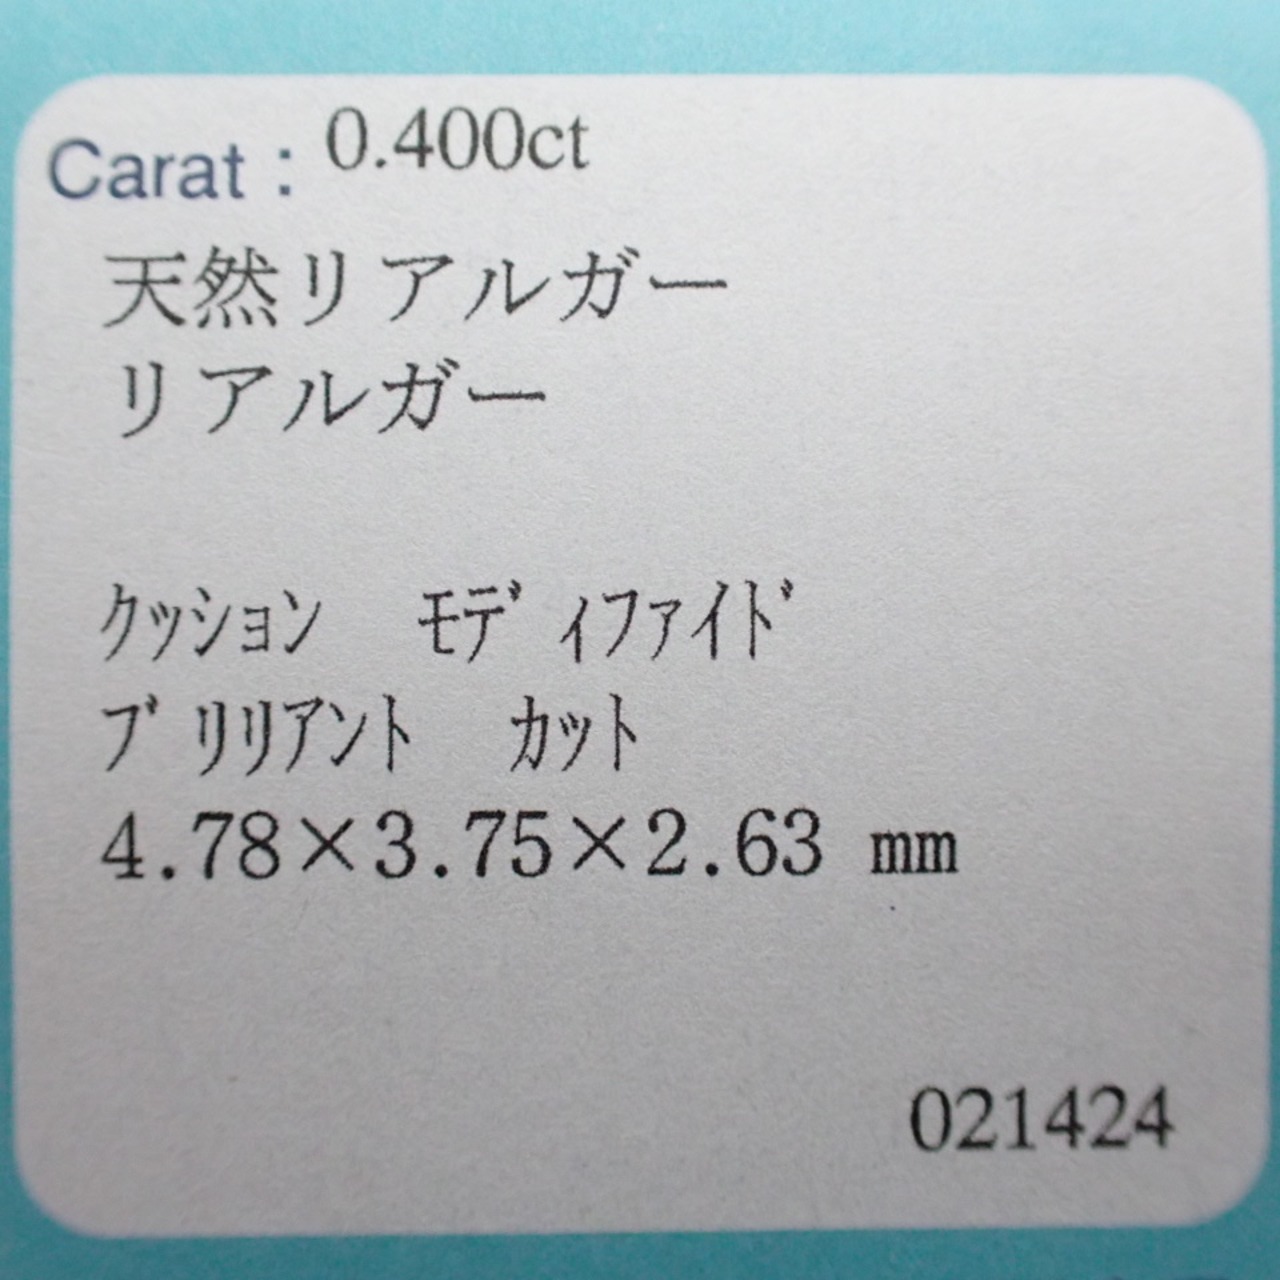 Carat : 0.400ct
天然リアルガー
リアルガー
ｸｯｼｮﾝ ﾓﾃﾞｨﾌｧｲﾄﾞ
ﾌﾞﾘﾘｱﾝﾄ ｶｯﾄ
4.78×3.75×2.63 mm
021424